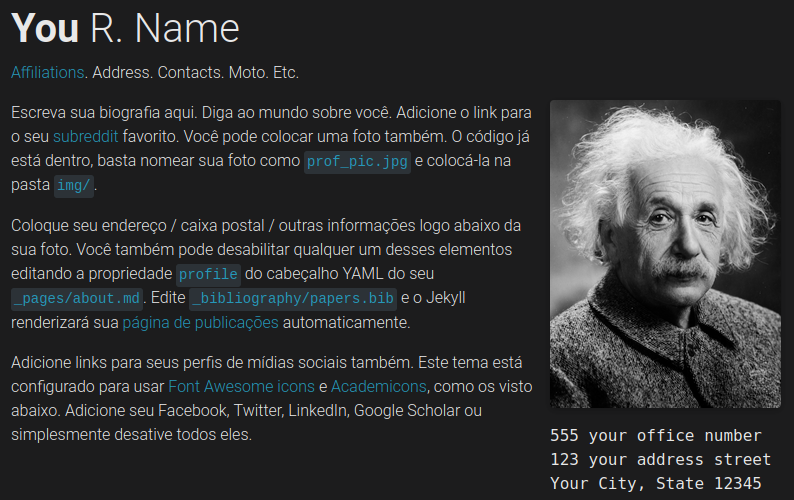 You R. Name
Affiliations. Address. Contacts. Moto. Etc.
Escreva sua biografia aqui. Diga ao mundo sobre você. Adicione o link para
o seu subreddit favorito. Você pode colocar uma foto também. O código já
está dentro, basta nomear sua foto como prof_pic.jpg e colocá-la na
pasta img/.
Coloque seu endereço / caixa postal / outras informações logo abaixo da
sua foto. Você também pode desabilitar qualquer um desses elementos
editando a propriedade profile do cabeçalho YAML do seu
_pages/about.md. Edite _bibliography/papers.bib e o Jekyll
renderizará sua página de publicações automaticamente.
Adicione links para seus perfis de mídias sociais também. Este tema está
configurado para usar Font Awesome icons e Academicons, como os visto
abaixo. Adicione seu Facebook, Twitter, LinkedIn, Google Scholar ou
simplesmente desative todos eles.
555 your office number
123 your address street
Your City, State 12345